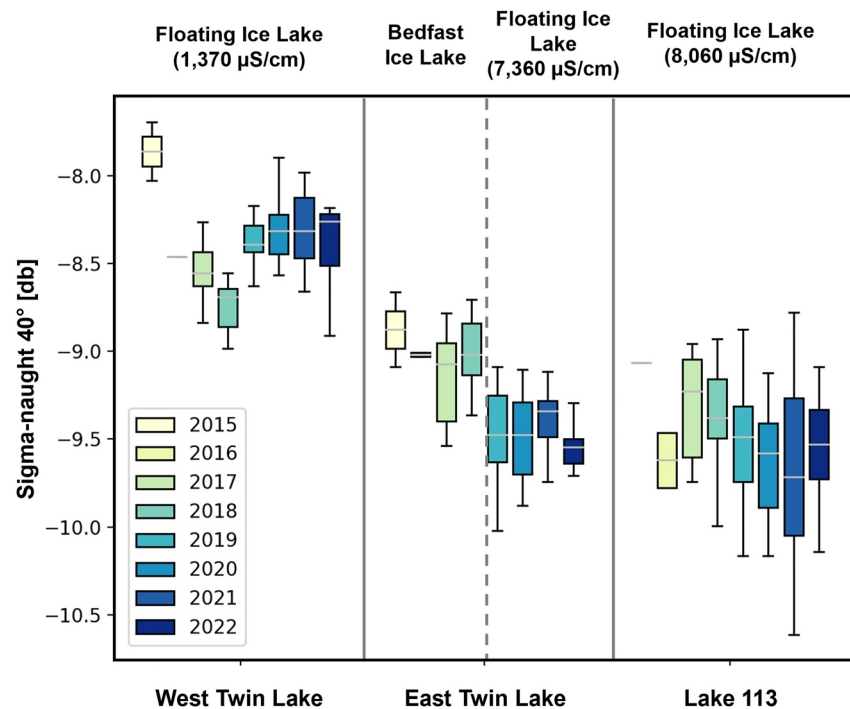 Floating Ice Lake
(1,370 µS/cm)
Bedfast
Ice Lake
Floating Ice
Lake
(7,360 µS/cm)
Floating Ice Lake
(8,060 µS/cm)
Sigma-naught 40° [db]
−8.0
−8.5
−9.0
−9.5
−10.0
−10.5
2015
2016
2017
2018
2019
2020
2021
2022
West Twin Lake
East Twin Lake
Lake 113